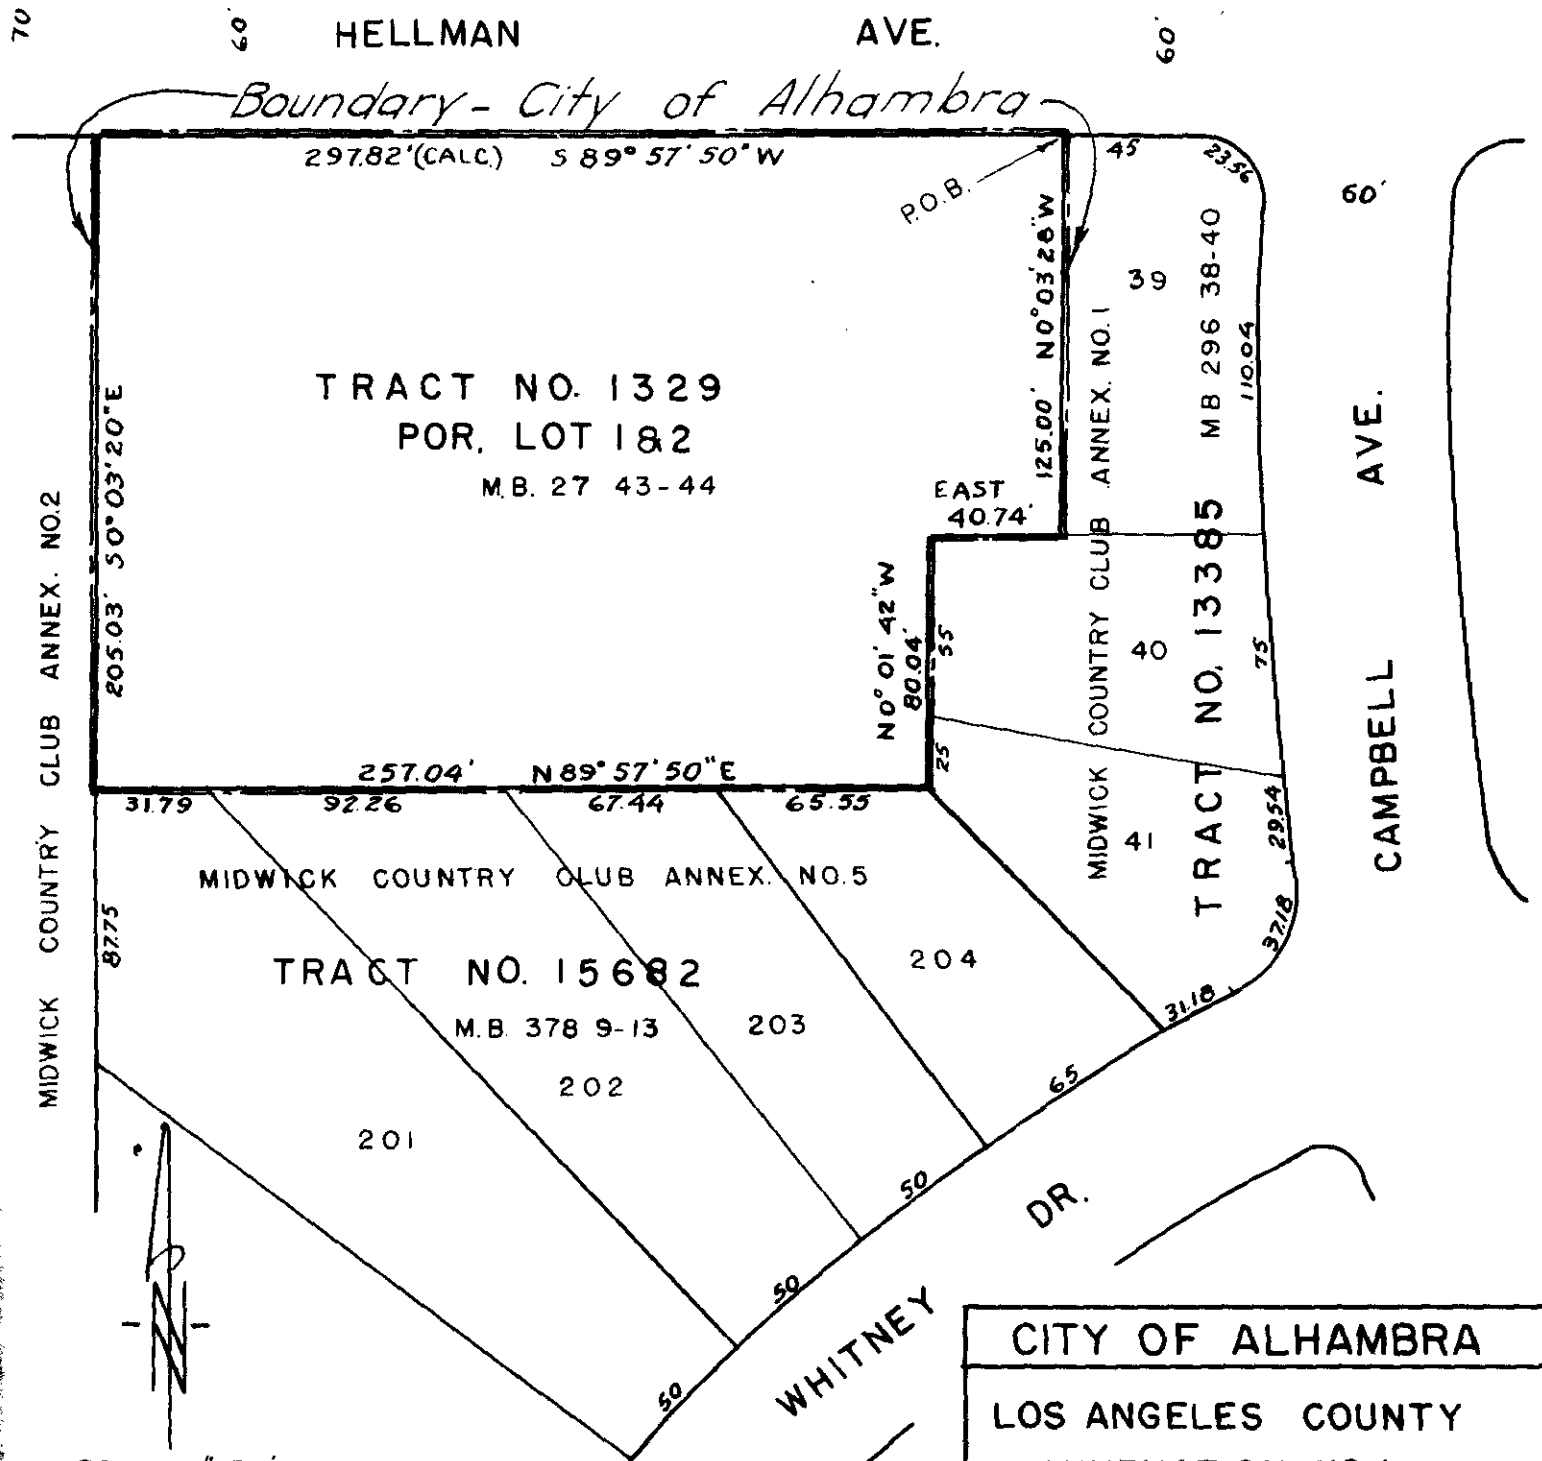 70
60'
HELLMAN AVE.
60'
Boundary - City of Alhambra
297.82' (CALC.) S 89° 57' 50" W
P.O.B.
45
23.56
60'
125.00' N 0° 03' 28" W
39
MB 296 38-40
110.04
TRACT NO. 1329
POR. LOT 1 & 2
M.B. 27 43-44
205.03' S 0° 03' 20" E
MIDWICK COUNTRY CLUB ANNEX. NO.2
EAST
40.74'
MIDWICK COUNTRY CLUB ANNEX. NO.1
TRACT NO. 13385
CAMPBELL AVE.
N 0° 01' 42" W
80.04'
55
40
75
25
257.04' N 89° 57' 50" E
31.79 92.26 67.44 65.55
41
29.54
MIDWICK COUNTRY CLUB ANNEX. NO.5
87.75
37.18
TRACT NO. 15682
204
31.18
M.B. 378 9-13
203
202
65
201
50
DR.
50
WHITNEY
50
N
CITY OF ALHAMBRA
LOS ANGELES COUNTY